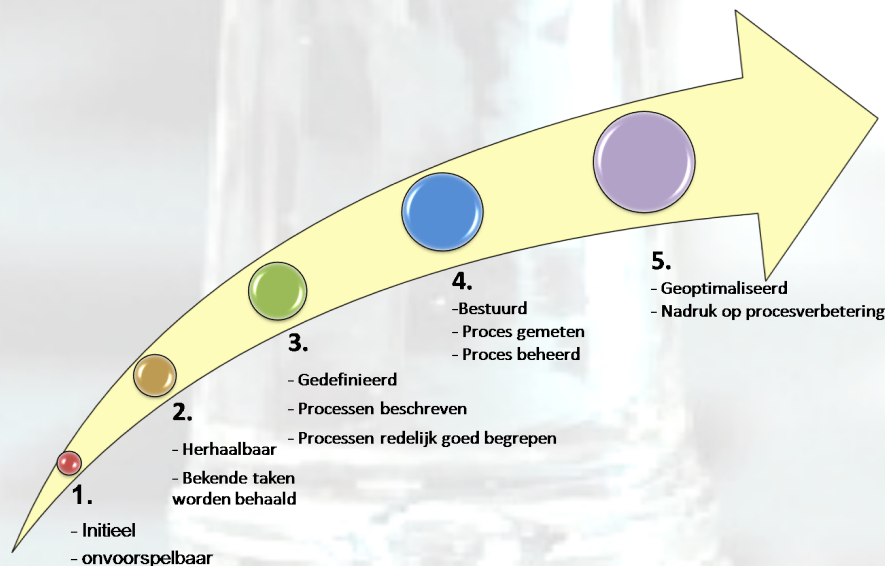 1.
- Initieel
- onvoorspelbaar
2.
- Herhaalbaar
- Bekende taken
worden behaald
3.
- Gedefinieerd
- Processen beschreven
- Processen redelijk goed begrepen
4.
-Bestuurd
- Proces gemeten
- Proces beheerd
5.
- Geoptimaliseerd
- Nadruk op procesverbetering